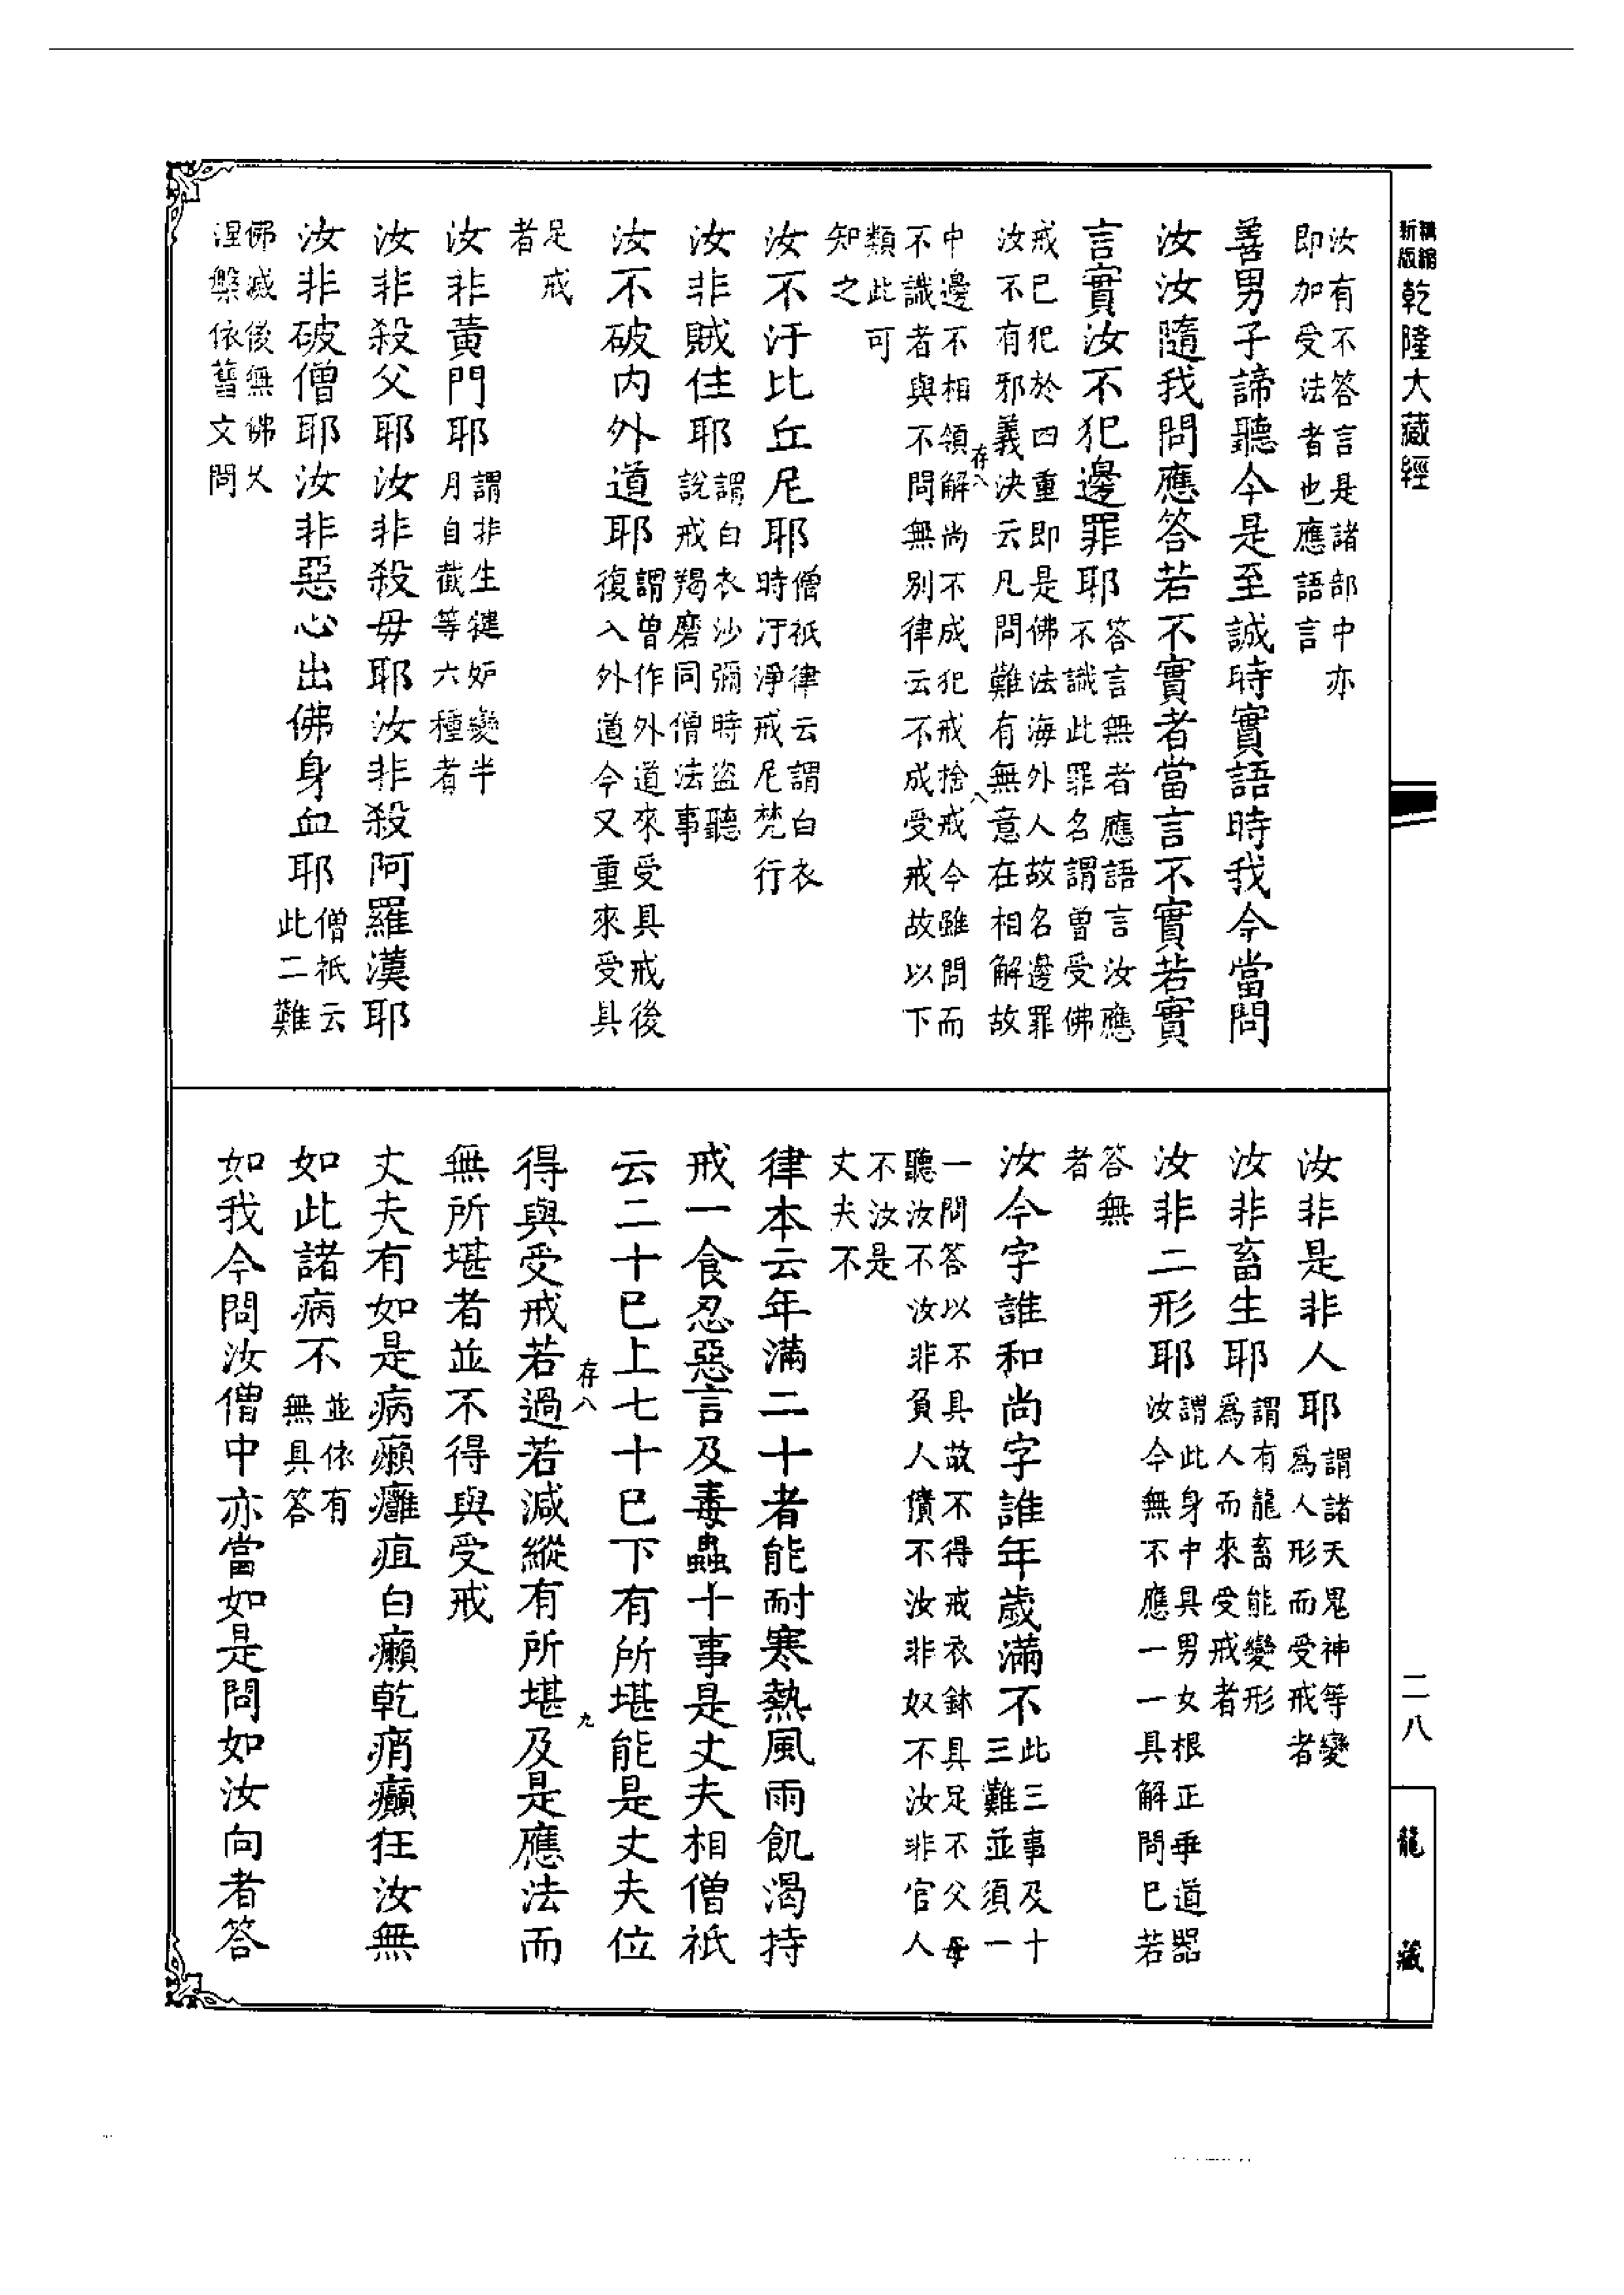 新編
縮版
乾隆大藏經
汝有不答言是諸部中亦
即加受法者也應語言
善男子諦聽今是至誠時實語時我今當問
汝汝隨我問應答若不實者當言不實若實
言實汝不犯邊罪耶
答言無者應語言汝應
不識此罪名謂曾受佛
戒已犯於四重即是佛法海外人故名邊罪
汝不有邪義決云凡問難有無意在相解故
存八
八
中邊不相領解尚不成犯戒捨戒今雖問而
不識者與不問無別律云不成受戒故以下
類此可
知之
汝不汙比丘尼耶
僧祇律云謂白衣
時汙淨戒尼梵行
汝非賊住耶
謂白衣沙彌時盜聽
說戒羯磨同僧法事
汝不破內外道耶
謂曾作外道來受具戒後
復入外道今又重來受具
足戒
者
汝非黃門耶
謂非生犍妒變半
月自截等六種者
汝非殺父耶汝非殺母耶汝非殺阿羅漢耶
汝非破僧耶汝非惡心出佛身血耶
僧祇云
此二難
佛滅後無佛久
涅槃依舊文問
汝非是非人耶
謂諸天鬼神等變
為人形而受戒者
汝非畜生耶
謂有龍畜能變形
為人而來受戒者
汝非二形耶
謂此身中具男女根正乖道器
汝今無不應一一具解問已若
答無
者
汝今字誰和尚字誰年歲滿不
此三事及十
三難並須一
一問答以不具故不得戒衣鉢具足不父母
聽汝不汝非負人債不汝非奴不汝非官人
不汝是
丈夫不
律本云年滿二十者能耐寒熱風雨飢渴持
戒一食忍惡言及毒蟲十事是丈夫相僧祇
云二十已上七十已下有所堪能是丈夫位
存八
九
得與受戒若過若減縱有所堪及是應法而
無所堪者並不得與受戒
丈夫有如是病癩癰疽白癩乾痟癲狂汝無
如此諸病不
並依有
無具答
如我今問汝僧中亦當如是問如汝向者答
二八
龍藏